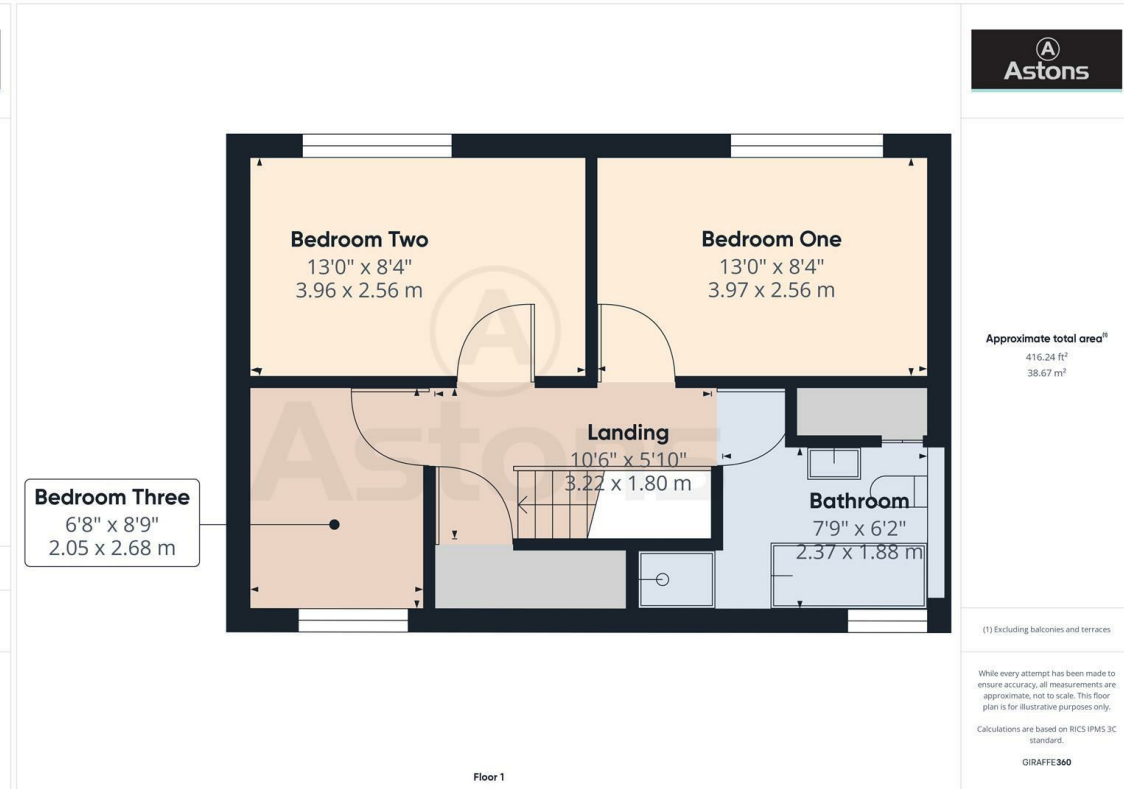 A
Astons
Bedroom Two
13'0" x 8'4"
3.96 x 2.56 m
Bedroom One
13'0" x 8'4"
3.97 x 2.56 m
A
Astons
Landing
10'6" x 5'10"
3.22 x 1.80 m
Bedroom Three
6'8" x 8'9"
2.05 x 2.68 m
Bathroom
7'9" x 6'2"
2.37 x 1.88 m
Floor 1
Approximate total area(1)
416.24 ft²
38.67 m²
(1) Excluding balconies and terraces
While every attempt has been made to
ensure accuracy, all measurements are
approximate, not to scale. This floor
plan is for illustrative purposes only.
Calculations are based on RICS IPMS 3C
standard.
GIRAFFE360